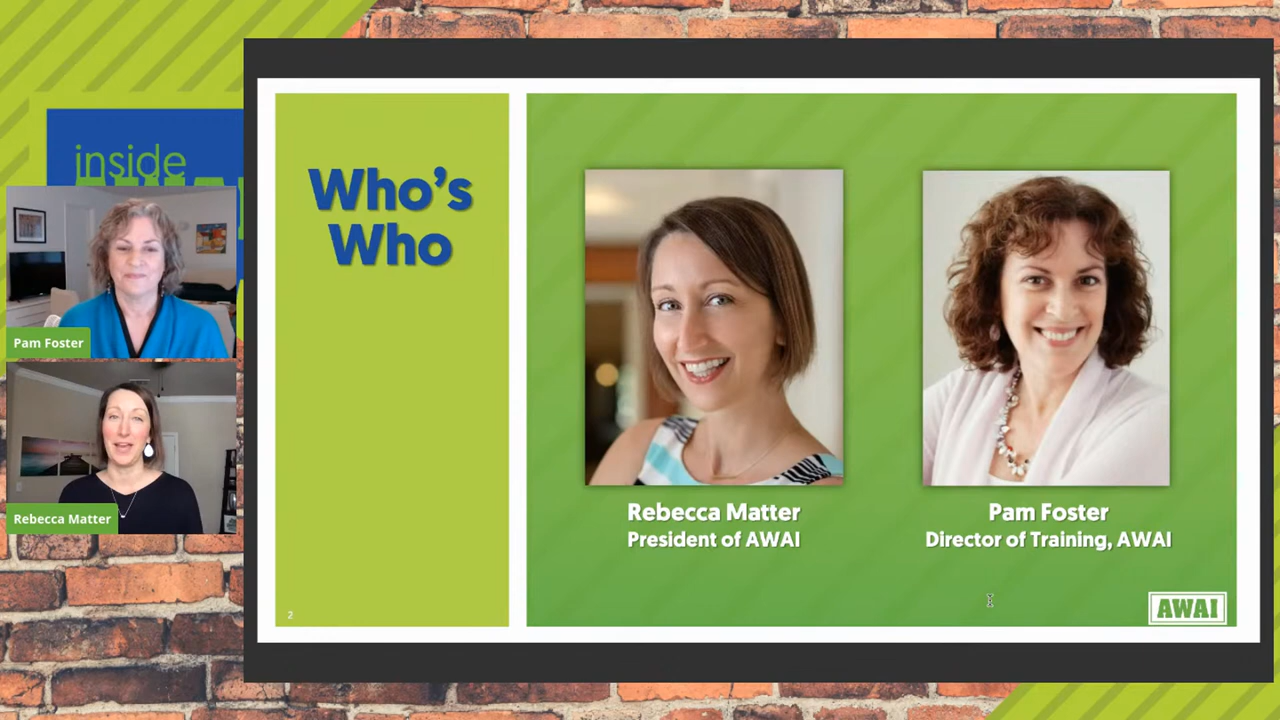 inside
Pam Foster
Rebecca Matter
Who's
Who
Rebecca Matter
President of AWAI
Pam Foster
Director of Training, AWAI
2
AWAI